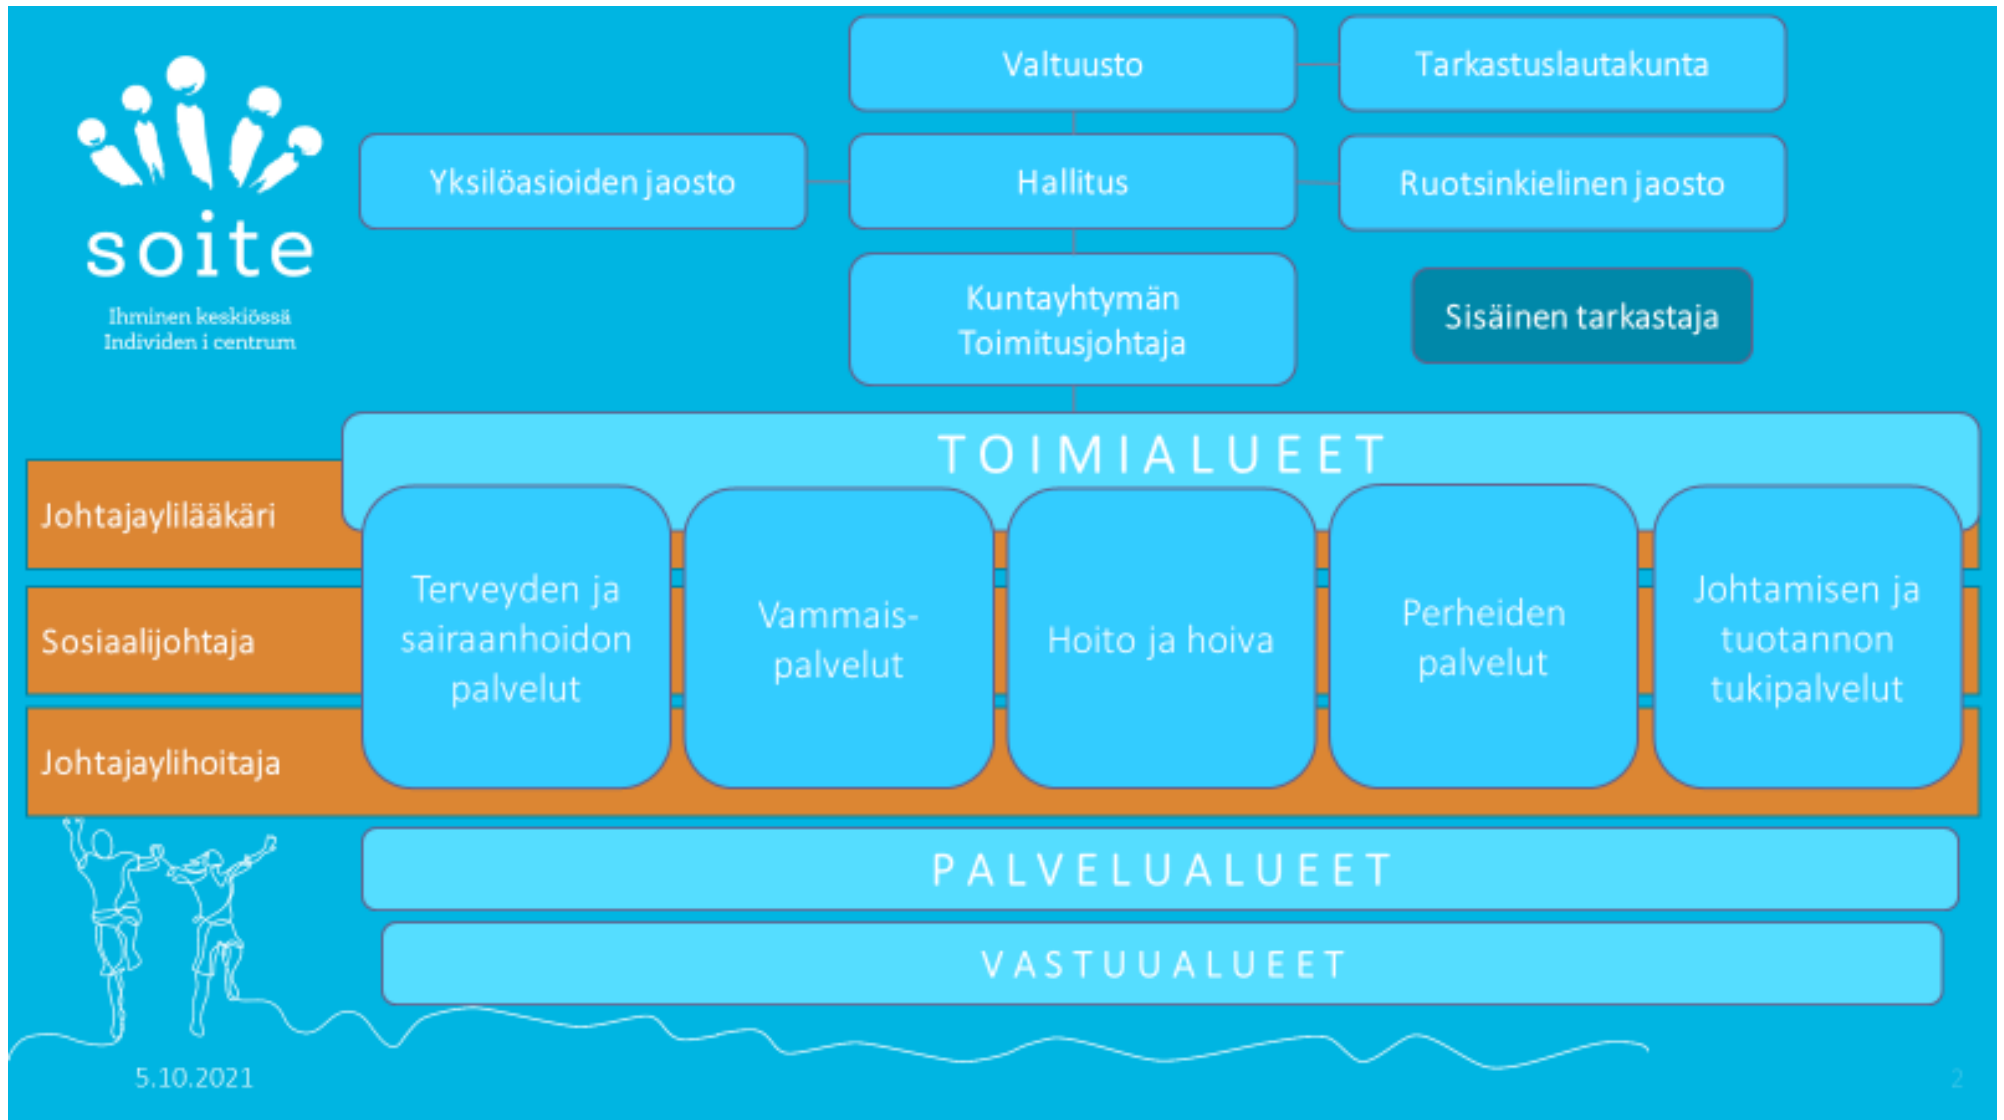 soite
Ihminen keskiössä
Individen i centrum
Valtuusto
Tarkastuslautakunta
Yksilöasioiden jaosto
Hallitus
Ruotsinkielinen jaosto
Kuntayhtymän
Toimitusjohtaja
Sisäinen tarkastaja
TOIMIALUEET
Johtajaylilääkäri
Sosiaalijohtaja
Johtajaylihoitaja
Terveyden ja
sairaanhoidon
palvelut
Vammais-
palvelut
Hoito ja hoiva
Perheiden
palvelut
Johtamisen ja
tuotannon
tukipalvelut
PALVELUALUEET
VASTUUALUEET
5.10.2021
2